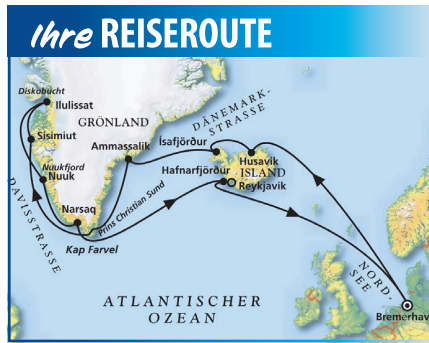 Ihre REISEROUTE
Diskobucht
Ilulissat
GRÖNLAND
DÄNEMARK-
STRASSE
Sisimiut
Ammassalik
Ísafjörður
Husavik
Nuukfjord
Nuuk
Hafnarfjörður
ISLAND
Reykjavik
DAVISSTRASSE
Narsaq
Prins Christian Sund
Kap Farvel
NORD-
SEE
ATLANTISCHER
OZEAN
Bremerhav